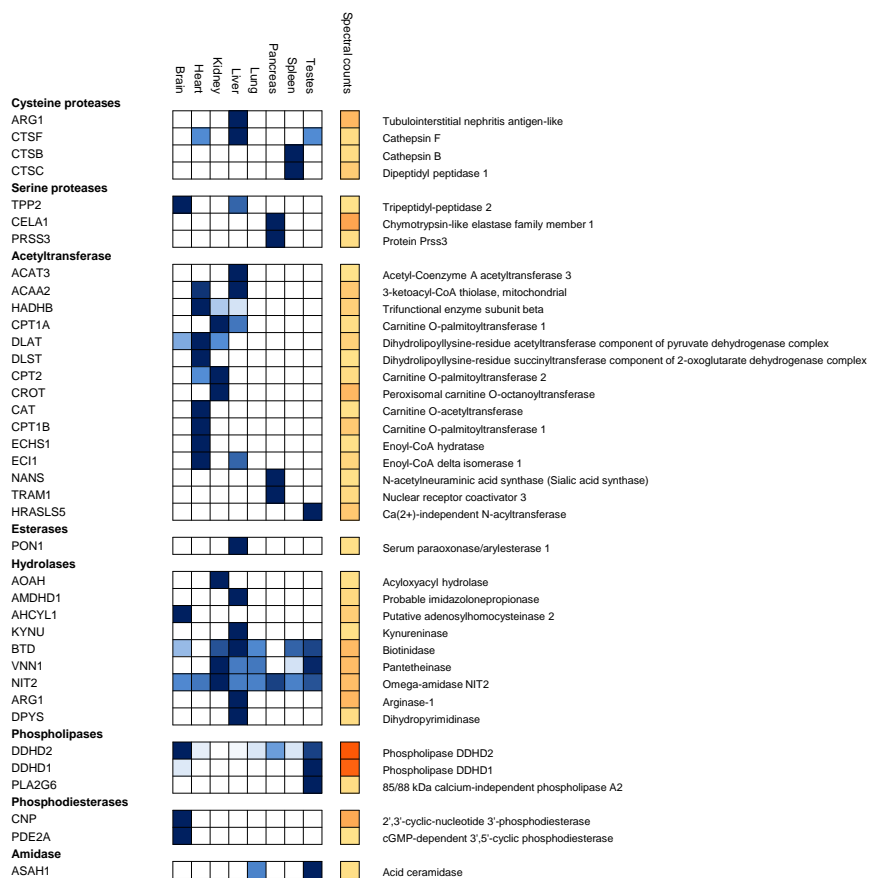 Brain Heart Kidney Liver Lung Pancreas Spleen Testes Spectral counts
Cysteine proteases
ARG1 Tubulointerstitial nephritis antigen-like
CTSF Cathepsin F
CTSB Cathepsin B
CTSC Dipeptidyl peptidase 1
Serine proteases
TPP2 Tripeptidyl-peptidase 2
CELA1 Chymotrypsin-like elastase family member 1
PRSS3 Protein Prss3
Acetyltransferase
ACAT3 Acetyl-Coenzyme A acetyltransferase 3
ACAA2 3-ketoacyl-CoA thiolase, mitochondrial
HADHB Trifunctional enzyme subunit beta
CPT1A Carnitine O-palmitoyltransferase 1
DLAT Dihydrolipoyllysine-residue acetyltransferase component of pyruvate dehydrogenase complex
DLST Dihydrolipoyllysine-residue succinyltransferase component of 2-oxoglutarate dehydrogenase complex
CPT2 Carnitine O-palmitoyltransferase 2
CROT Peroxisomal carnitine O-octanoyltransferase
CAT Carnitine O-acetyltransferase
CPT1B Carnitine O-palmitoyltransferase 1
ECHS1 Enoyl-CoA hydratase
ECI1 Enoyl-CoA delta isomerase 1
NANS N-acetylneuraminic acid synthase (Sialic acid synthase)
TRAM1 Nuclear receptor coactivator 3
HRASLS5 Ca(2+)-independent N-acyltransferase
Esterases
PON1 Serum paraoxonase/arylesterase 1
Hydrolases
AOAH Acyloxyacyl hydrolase
AMDHD1 Probable imidazolonepropionase
AHCYL1 Putative adenosylhomocysteinase 2
KYNU Kynureninase
BTD Biotinidase
VNN1 Pantetheinase
NIT2 Omega-amidase NIT2
ARG1 Arginase-1
DPYS Dihydropyrimidinase
Phospholipases
DDHD2 Phospholipase DDHD2
DDHD1 Phospholipase DDHD1
PLA2G6 85/88 kDa calcium-independent phospholipase A2
Phosphodiesterases
CNP 2',3'-cyclic-nucleotide 3'-phosphodiesterase
PDE2A cGMP-dependent 3',5'-cyclic phosphodiesterase
Amidase
ASAH1 Acid ceramidase